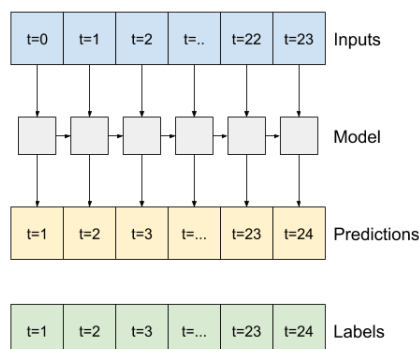 t=0 t=1 t=2 t=.. t=22 t=23 Inputs
Model
t=1 t=2 t=3 t=... t=23 t=24 Predictions
t=1 t=2 t=3 t=... t=23 t=24 Labels